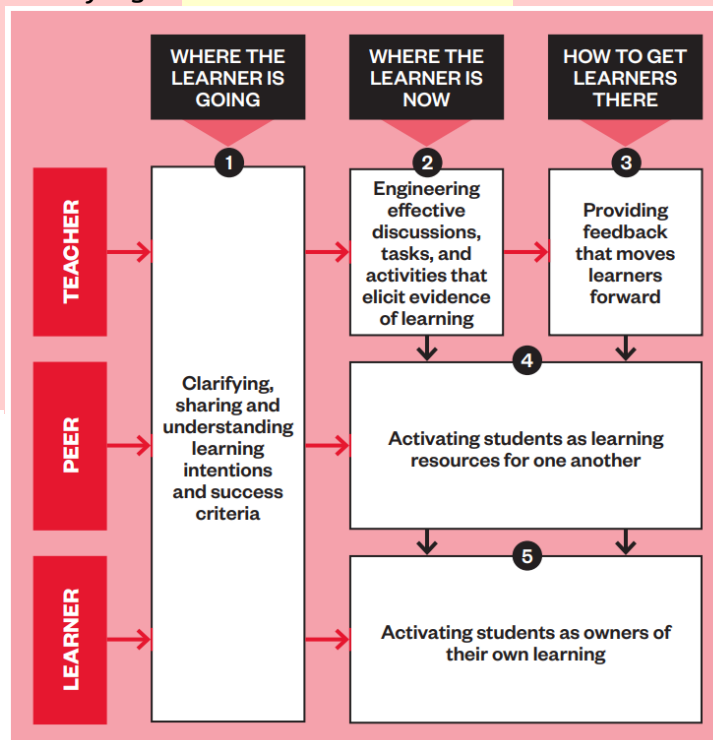 WHERE THE
LEARNER IS
GOING
WHERE THE
LEARNER IS
NOW
HOW TO GET
LEARNERS
THERE
1
2
3
TEACHER
Engineering
effective
discussions,
tasks, and
activities that
elicit evidence
of learning
Providing
feedback
that moves
learners
forward
PEER
Clarifying,
sharing and
understanding
learning
intentions
and success
criteria
4
Activating students as learning
resources for one another
LEARNER
5
Activating students as owners of
their own learning